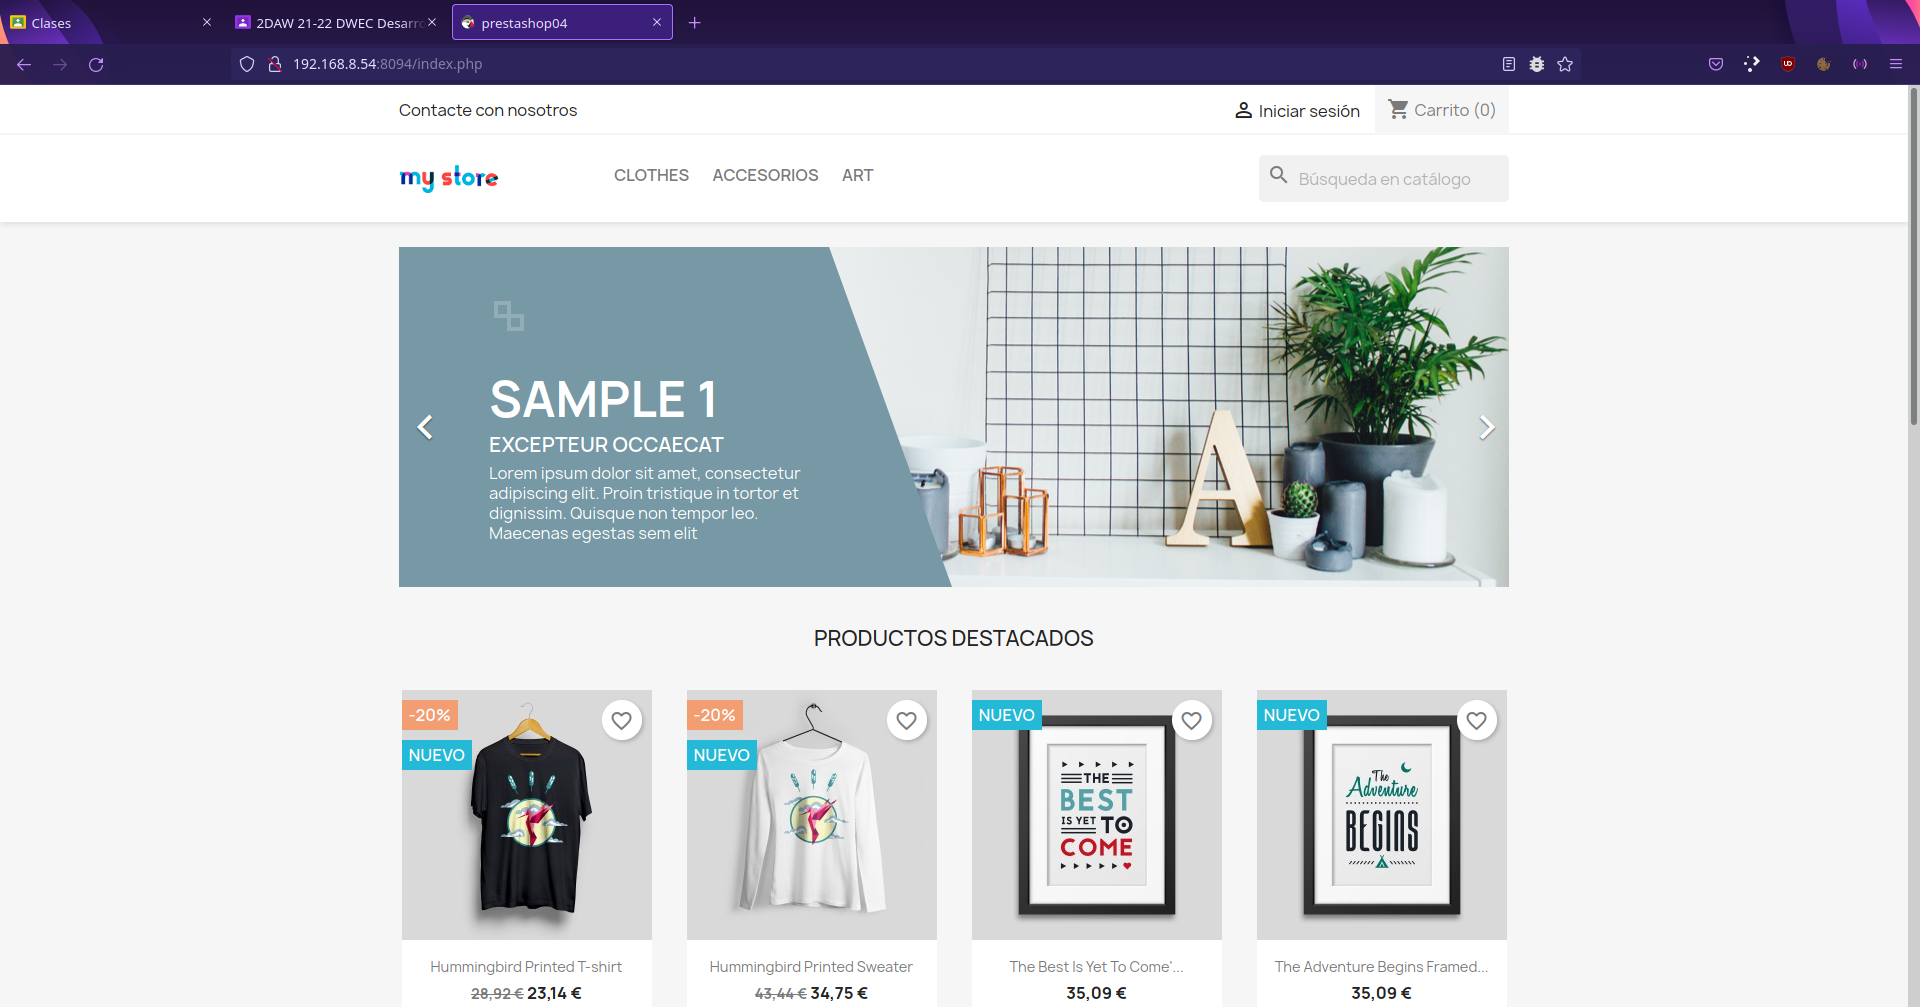 Clases
2DAW 21-22 DWEC Desarro
prestashop04
192.168.8.54:8094/index.php
Contacte con nosotros
Iniciar sesión
Carrito (0)
my store
CLOTHES
ACCESORIOS
ART
Búsqueda en catálogo
SAMPLE 1
EXCEPTEUR OCCAECAT
Lorem ipsum dolor sit amet, consectetur
adipiscing elit. Proin tristique in tortor et
dignissim. Quisque non tempor leo.
Maecenas egestas sem elit
A
PRODUCTOS DESTACADOS
-20%
NUEVO
-20%
NUEVO
NUEVO
THE
BEST
IS YET TO
COME
NUEVO
The
Adventure
BEGINS
Hummingbird Printed T-shirt
28,92 € 23,14 €
Hummingbird Printed Sweater
43,44 € 34,75 €
The Best Is Yet To Come'...
35,09 €
The Adventure Begins Framed...
35,09 €